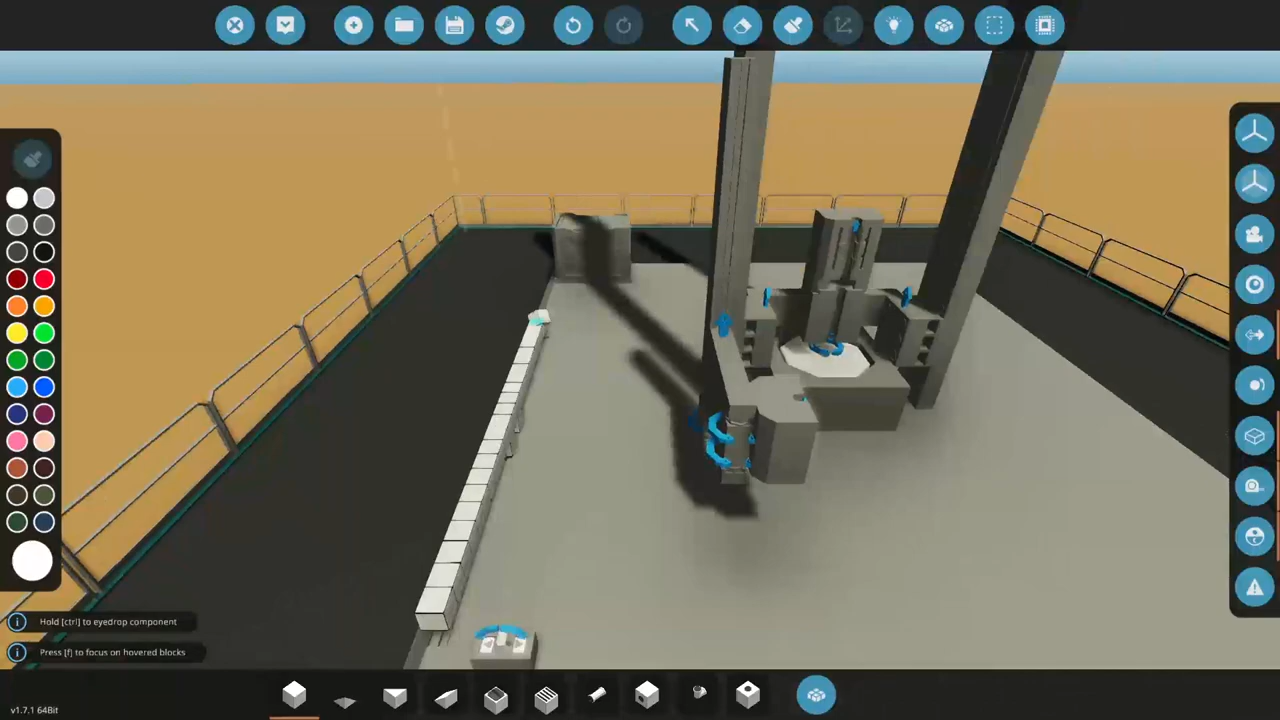 Hold [ctrl] to eyedrop component
Press [f] to focus on hovered blocks
v1.7.1 64Bit